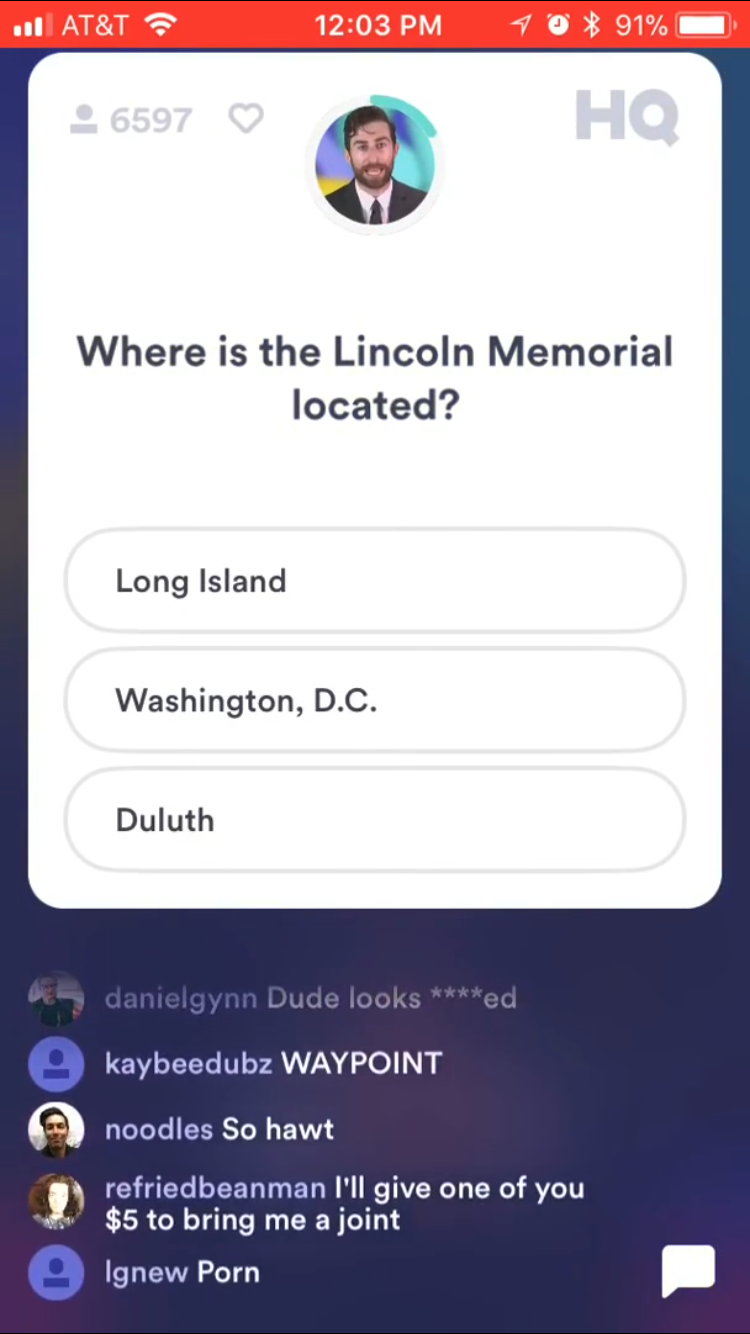 AT&T 12:03 PM 91%
6597 HQ
Where is the Lincoln Memorial
located?
Long Island
Washington, D.C.
Duluth
danielgynn Dude looks ****ed
kaybeedubz WAYPOINT
noodles So hawt
refriedbeanman I'll give one of you
$5 to bring me a joint
lgnew Porn